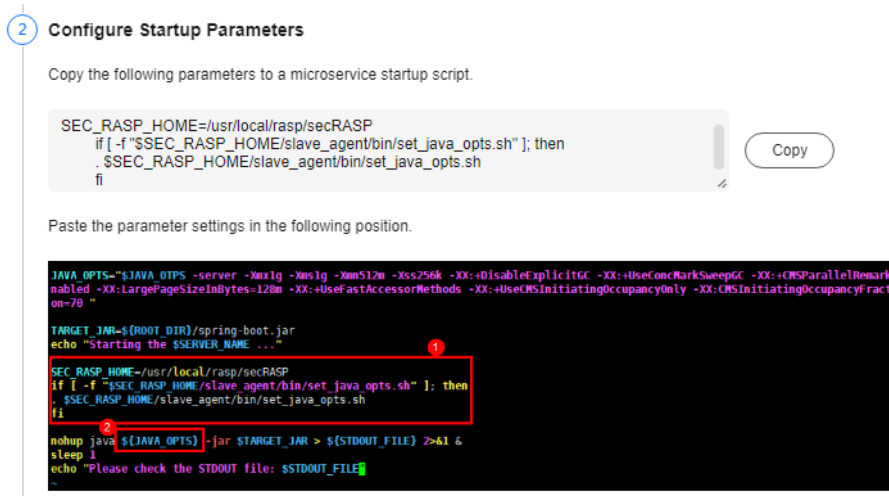 2
Configure Startup Parameters
Copy the following parameters to a microservice startup script.
SEC_RASP_HOME=/usr/local/rasp/secRASP
if [ -f "$SEC_RASP_HOME/slave_agent/bin/set_java_opts.sh" ]; then
. $SEC_RASP_HOME/slave_agent/bin/set_java_opts.sh
fi
Copy
Paste the parameter settings in the following position.
JAVA_OPTS="$JAVA_OTPS -server -Xmx1g -Xms1g -Xmn512m -Xss256k -XX:+DisableExplicitGC -XX:+UseConcMarkSweepGC -XX:+CMSParallelRemark
nabled -XX:LargePageSizeInBytes=128m -XX:+UseFastAccessorMethods -XX:+UseCMSInitiatingOccupancyOnly -XX:CMSInitiatingOccupancyFract
on=70 "
TARGET_JAR=${ROOT_DIR}/spring-boot.jar
echo "Starting the $SERVER_NAME ..."
1
SEC_RASP_HOME=/usr/local/rasp/secRASP
if [ -f "$SEC_RASP_HOME/slave_agent/bin/set_java_opts.sh" ]; then
. $SEC_RASP_HOME/slave_agent/bin/set_java_opts.sh
fi
2
nohup java ${JAVA_OPTS} -jar $TARGET_JAR > ${STDOUT_FILE} 2>&1 &
sleep 1
echo "Please check the STDOUT file: $STDOUT_FILE"
~